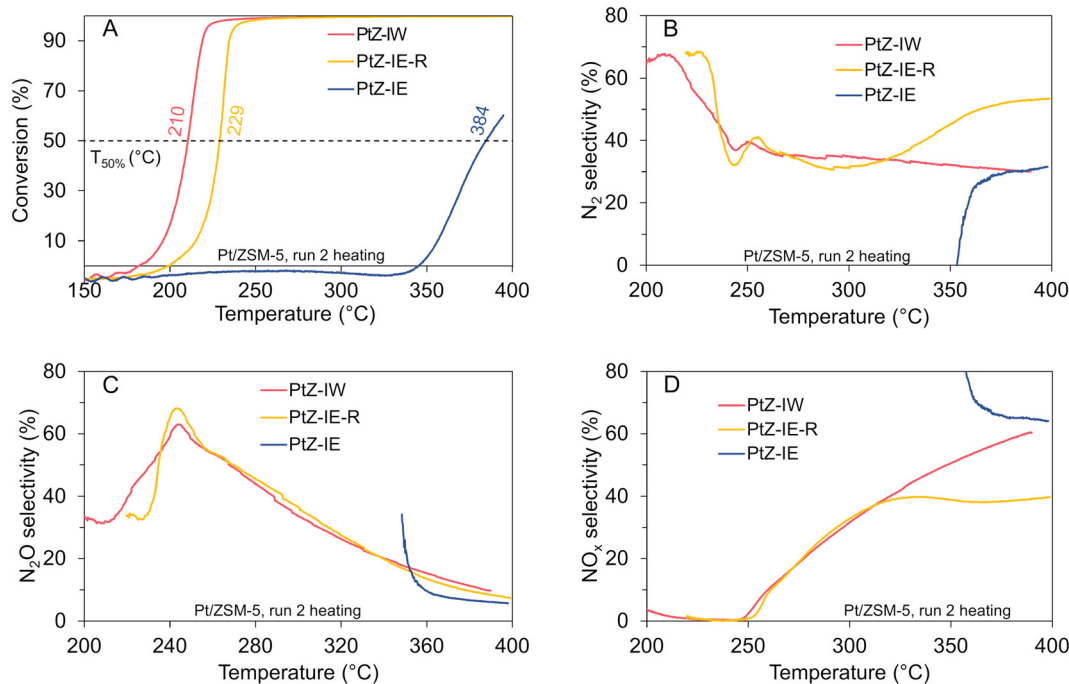 A
Conversion (%)
90
70
50
30
10
PtZ-IW
PtZ-IE-R
PtZ-IE
210
229
384
T50% (°C)
Pt/ZSM-5, run 2 heating
150
200
250
300
350
400
Temperature (°C)
B
N2 selectivity (%)
80
60
40
20
0
PtZ-IW
PtZ-IE-R
PtZ-IE
Pt/ZSM-5, run 2 heating
200
250
300
350
400
Temperature (°C)
C
N2O selectivity (%)
80
60
40
20
0
PtZ-IW
PtZ-IE-R
PtZ-IE
Pt/ZSM-5, run 2 heating
200
240
280
320
360
400
Temperature (°C)
D
NOx selectivity (%)
80
60
40
20
0
PtZ-IW
PtZ-IE-R
PtZ-IE
Pt/ZSM-5, run 2 heating
200
250
300
350
400
Temperature (°C)